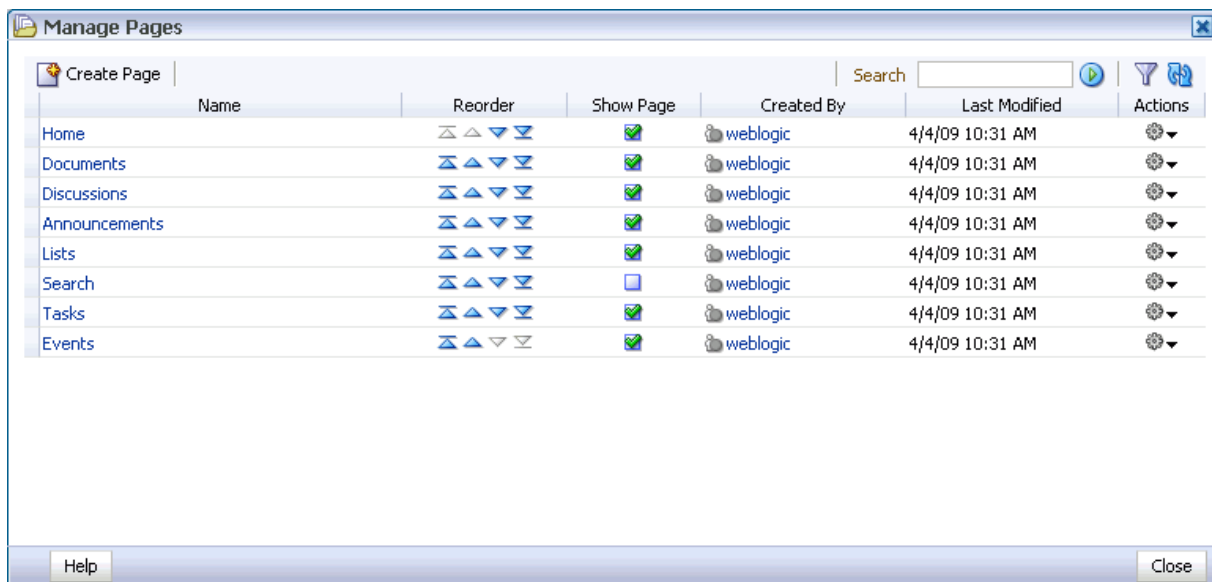 Manage Pages
Create Page Search
Name Reorder Show Page Created By Last Modified Actions
Home weblogic 4/4/09 10:31 AM
Documents weblogic 4/4/09 10:31 AM
Discussions weblogic 4/4/09 10:31 AM
Announcements weblogic 4/4/09 10:31 AM
Lists weblogic 4/4/09 10:31 AM
Search weblogic 4/4/09 10:31 AM
Tasks weblogic 4/4/09 10:31 AM
Events weblogic 4/4/09 10:31 AM
Help Close